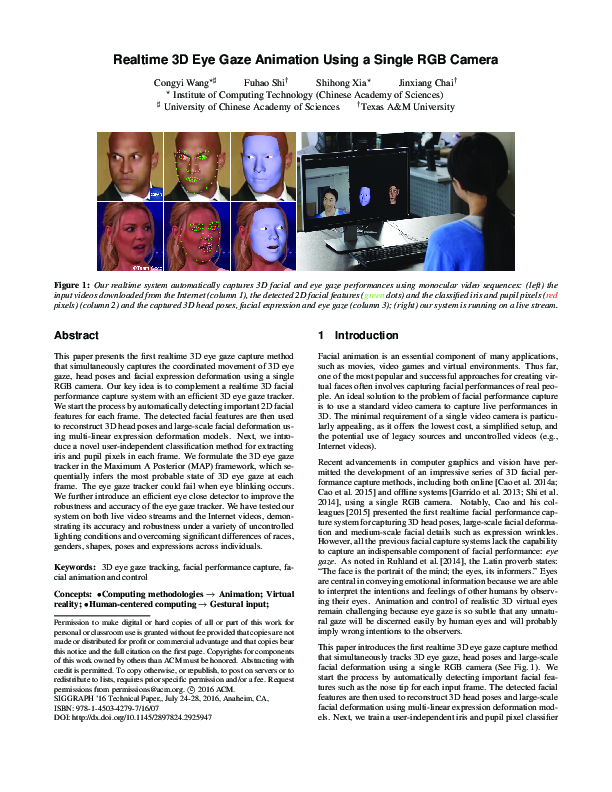 Realtime 3D Eye Gaze Animation Using a Single RGB Camera
Congyi Wang*♯ Fuhao Shi† Shihong Xia* Jinxiang Chai†
* Institute of Computing Technology (Chinese Academy of Sciences)
♯ University of Chinese Academy of Sciences †Texas A&M University
Figure 1: Our realtime system automatically captures 3D facial and eye gaze performances using monocular video sequences: (left) the
input videos downloaded from the Internet (column 1), the detected 2D facial features (green dots) and the classified iris and pupil pixels (red
pixels) (column 2) and the captured 3D head poses, facial expression and eye gaze (column 3); (right) our system is running on a live stream.
Abstract
This paper presents the first realtime 3D eye gaze capture method
that simultaneously captures the coordinated movement of 3D eye
gaze, head poses and facial expression deformation using a single
RGB camera. Our key idea is to complement a realtime 3D facial
performance capture system with an efficient 3D eye gaze tracker.
We start the process by automatically detecting important 2D facial
features for each frame. The detected facial features are then used
to reconstruct 3D head poses and large-scale facial deformation us-
ing multi-linear expression deformation models. Next, we intro-
duce a novel user-independent classification method for extracting
iris and pupil pixels in each frame. We formulate the 3D eye gaze
tracker in the Maximum A Posterior (MAP) framework, which se-
quentially infers the most probable state of 3D eye gaze at each
frame. The eye gaze tracker could fail when eye blinking occurs.
We further introduce an efficient eye close detector to improve the
robustness and accuracy of the eye gaze tracker. We have tested our
system on both live video streams and the Internet videos, demon-
strating its accuracy and robustness under a variety of uncontrolled
lighting conditions and overcoming significant differences of races,
genders, shapes, poses and expressions across individuals.
Keywords: 3D eye gaze tracking, facial performance capture, fa-
cial animation and control
Concepts: •Computing methodologies → Animation; Virtual
reality; •Human-centered computing → Gestural input;
Permission to make digital or hard copies of all or part of this work for
personal or classroom use is granted without fee provided that copies are not
made or distributed for profit or commercial advantage and that copies bear
this notice and the full citation on the first page. Copyrights for components
of this work owned by others than ACM must be honored. Abstracting with
credit is permitted. To copy otherwise, or republish, to post on servers or to
redistribute to lists, requires prior specific permission and/or a fee. Request
permissions from permissions@acm.org. © 2016 ACM.
SIGGRAPH '16 Technical Paper,, July 24-28, 2016, Anaheim, CA,
ISBN: 978-1-4503-4279-7/16/07
DOI: http://dx.doi.org/10.1145/2897824.2925947
1 Introduction
Facial animation is an essential component of many applications,
such as movies, video games and virtual environments. Thus far,
one of the most popular and successful approaches for creating vir-
tual faces often involves capturing facial performances of real peo-
ple. An ideal solution to the problem of facial performance capture
is to use a standard video camera to capture live performances in
3D. The minimal requirement of a single video camera is particu-
larly appealing, as it offers the lowest cost, a simplified setup, and
the potential use of legacy sources and uncontrolled videos (e.g.,
Internet videos).
Recent advancements in computer graphics and vision have per-
mitted the development of an impressive series of 3D facial per-
formance capture methods, including both online [Cao et al. 2014a;
Cao et al. 2015] and offline systems [Garrido et al. 2013; Shi et al.
2014], using a single RGB camera. Notably, Cao and his col-
leagues [2015] presented the first realtime facial performance cap-
ture system for capturing 3D head poses, large-scale facial deforma-
tion and medium-scale facial details such as expression wrinkles.
However, all the previous facial capture systems lack the capability
to capture an indispensable component of facial performance: eye
gaze. As noted in Ruhland et al.[2014], the Latin proverb states:
“The face is the portrait of the mind; the eyes, its informers.” Eyes
are central in conveying emotional information because we are able
to interpret the intentions and feelings of other humans by observ-
ing their eyes. Animation and control of realistic 3D virtual eyes
remain challenging because eye gaze is so subtle that any unnatu-
ral gaze will be discerned easily by human eyes and will probably
imply wrong intentions to the observers.
This paper introduces the first realtime 3D eye gaze capture method
that simultaneously tracks 3D eye gaze, head poses and large-scale
facial deformation using a single RGB camera (See Fig. 1). We
start the process by automatically detecting important facial fea-
tures such as the nose tip for each input frame. The detected facial
features are then used to reconstruct 3D head poses and large-scale
facial deformation using multi-linear expression deformation mod-
els. Next, we train a user-independent iris and pupil pixel classifier